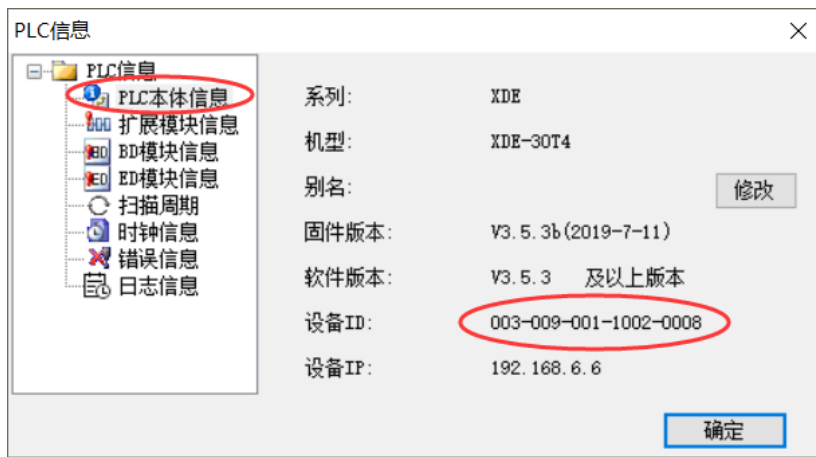 PLC信息
PLC信息
PLC本体信息
扩展模块信息
BD模块信息
ED模块信息
扫描周期
时钟信息
错误信息
日志信息
系列: XDE
机型: XDE-30T4
别名: 修改
固件版本: V3.5.3b(2019-7-11)
软件版本: V3.5.3 及以上版本
设备ID: 003-009-001-1002-0008
设备IP: 192.168.6.6
确定